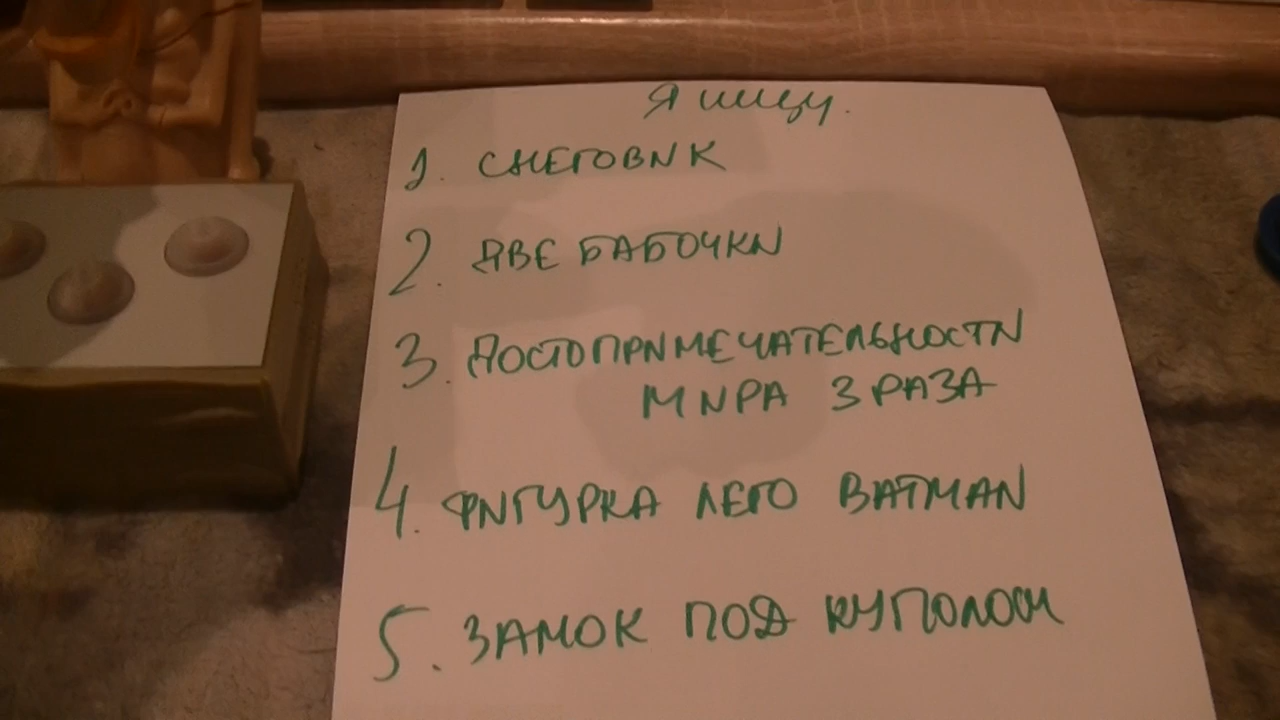 Я ищу.
1. СНЕГОВИК
2. ДВЕ БАБОЧКИ
3. ДОСТОПРИМЕЧАТЕЛЬНОСТИ
МИРА 3 РАЗА
4. ФИГУРКА ЛЕГО BATMAN
5. ЗАМОК ПОД КУПОЛОМ